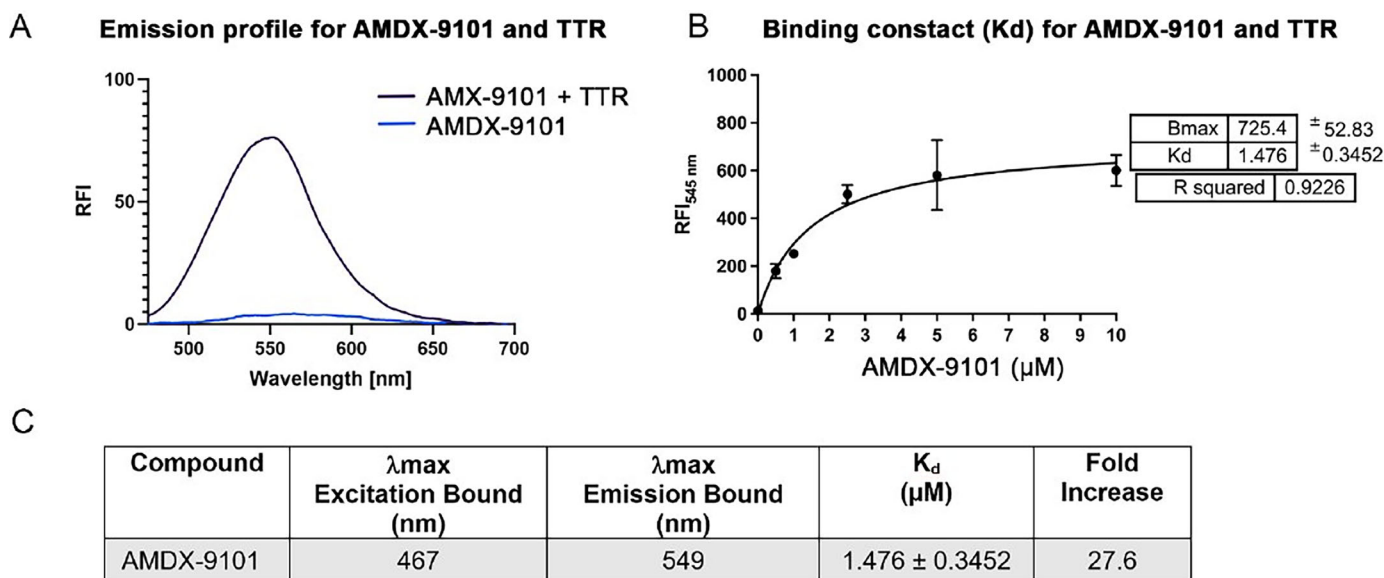 A
Emission profile for AMDX-9101 and TTR
100
50
0
RFI
AMX-9101 + TTR
AMDX-9101
500 550 600 650 700
Wavelength [nm]
B
Binding constact (Kd) for AMDX-9101 and TTR
1000
800
600
400
200
0
RFI545 nm
Bmax 725.4 ± 52.83
Kd 1.476 ± 0.3452
R squared 0.9226
0 1 2 3 4 5 6 7 8 9 10
AMDX-9101 (µM)
C
Compound λmax Excitation Bound (nm) λmax Emission Bound (nm) Kd (µM) Fold Increase
AMDX-9101 467 549 1.476 ± 0.3452 27.6